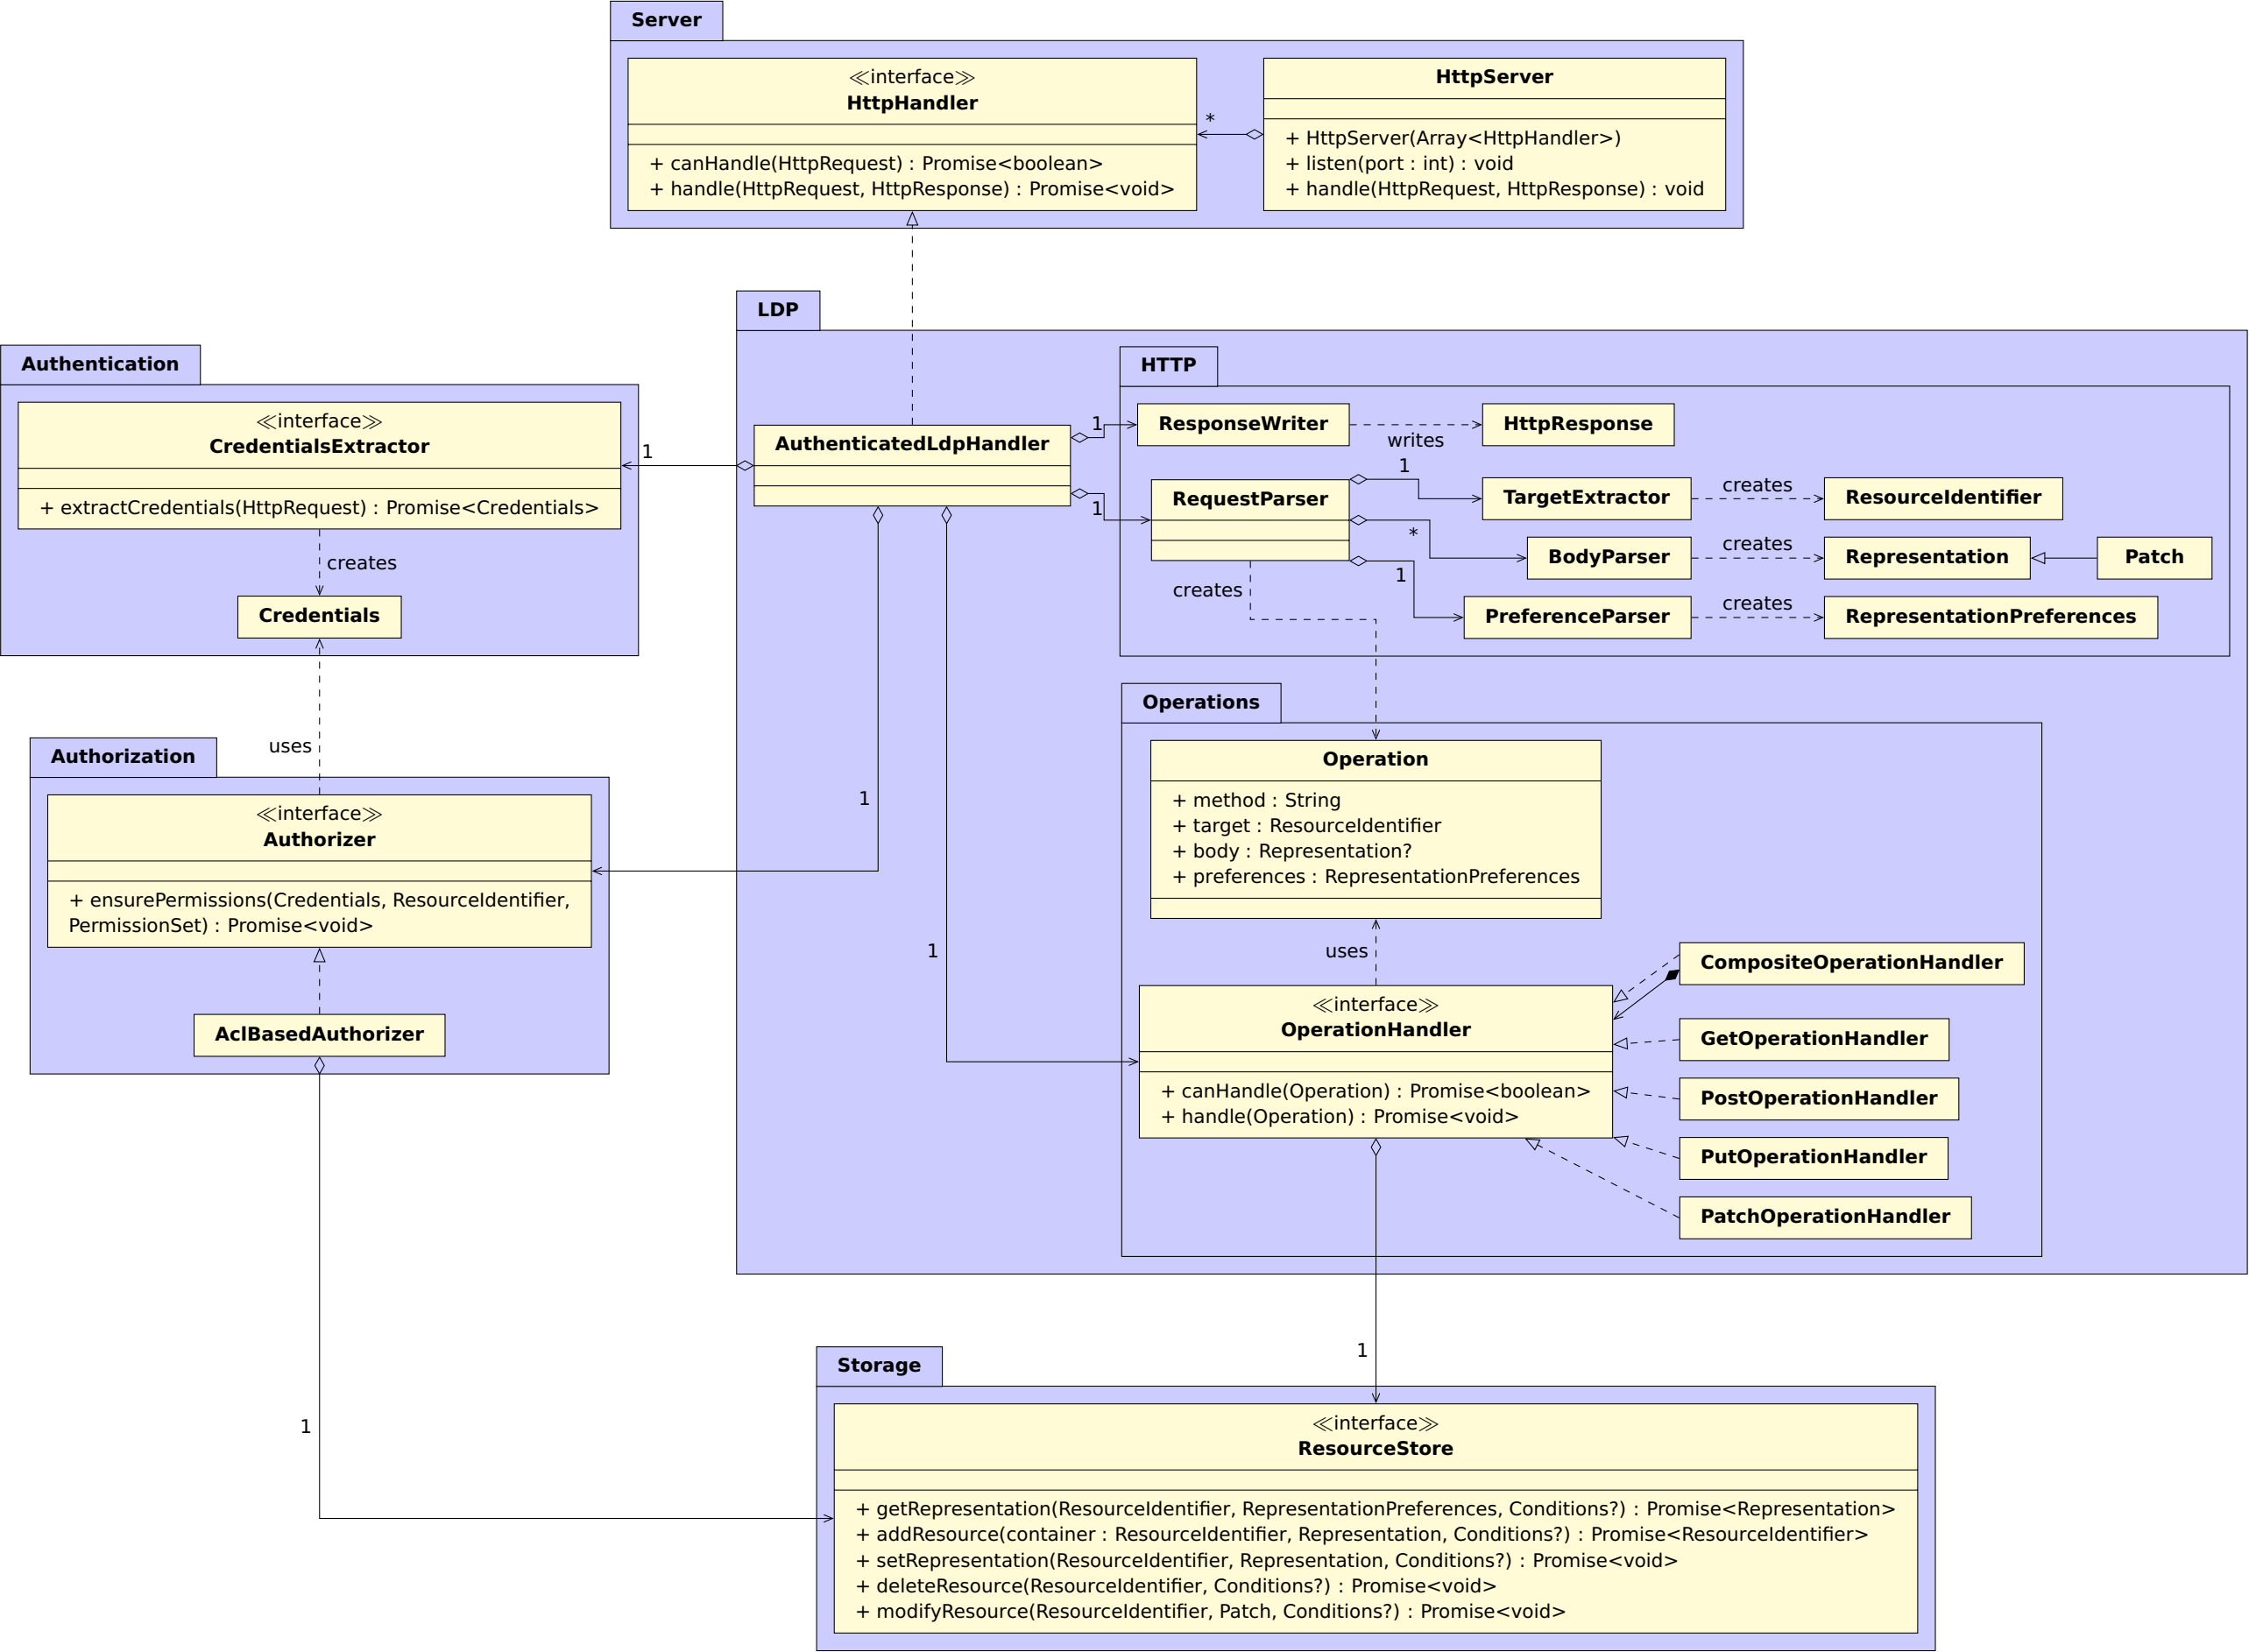 Server
≪interface≫
HttpHandler
+ canHandle(HttpRequest) : Promise<boolean>
+ handle(HttpRequest, HttpResponse) : Promise<void>
*
HttpServer
+ HttpServer(Array<HttpHandler>)
+ listen(port : int) : void
+ handle(HttpRequest, HttpResponse) : void
LDP
Authentication
≪interface≫
CredentialsExtractor
+ extractCredentials(HttpRequest) : Promise<Credentials>
creates
Credentials
1
AuthenticatedLdpHandler
HTTP
1
ResponseWriter
writes
HttpResponse
1
RequestParser
1
TargetExtractor
creates
ResourceIdentifier
*
BodyParser
creates
Representation
Patch
1
PreferenceParser
creates
RepresentationPreferences
creates
uses
Authorization
≪interface≫
Authorizer
+ ensurePermissions(Credentials, ResourceIdentifier,
PermissionSet) : Promise<void>
AclBasedAuthorizer
1
1
Operations
Operation
+ method : String
+ target : ResourceIdentifier
+ body : Representation?
+ preferences : RepresentationPreferences
uses
≪interface≫
OperationHandler
+ canHandle(Operation) : Promise<boolean>
+ handle(Operation) : Promise<void>
CompositeOperationHandler
GetOperationHandler
PostOperationHandler
PutOperationHandler
PatchOperationHandler
1
1
Storage
≪interface≫
ResourceStore
+ getRepresentation(ResourceIdentifier, RepresentationPreferences, Conditions?) : Promise<Representation>
+ addResource(container : ResourceIdentifier, Representation, Conditions?) : Promise<ResourceIdentifier>
+ setRepresentation(ResourceIdentifier, Representation, Conditions?) : Promise<void>
+ deleteResource(ResourceIdentifier, Conditions?) : Promise<void>
+ modifyResource(ResourceIdentifier, Patch, Conditions?) : Promise<void>